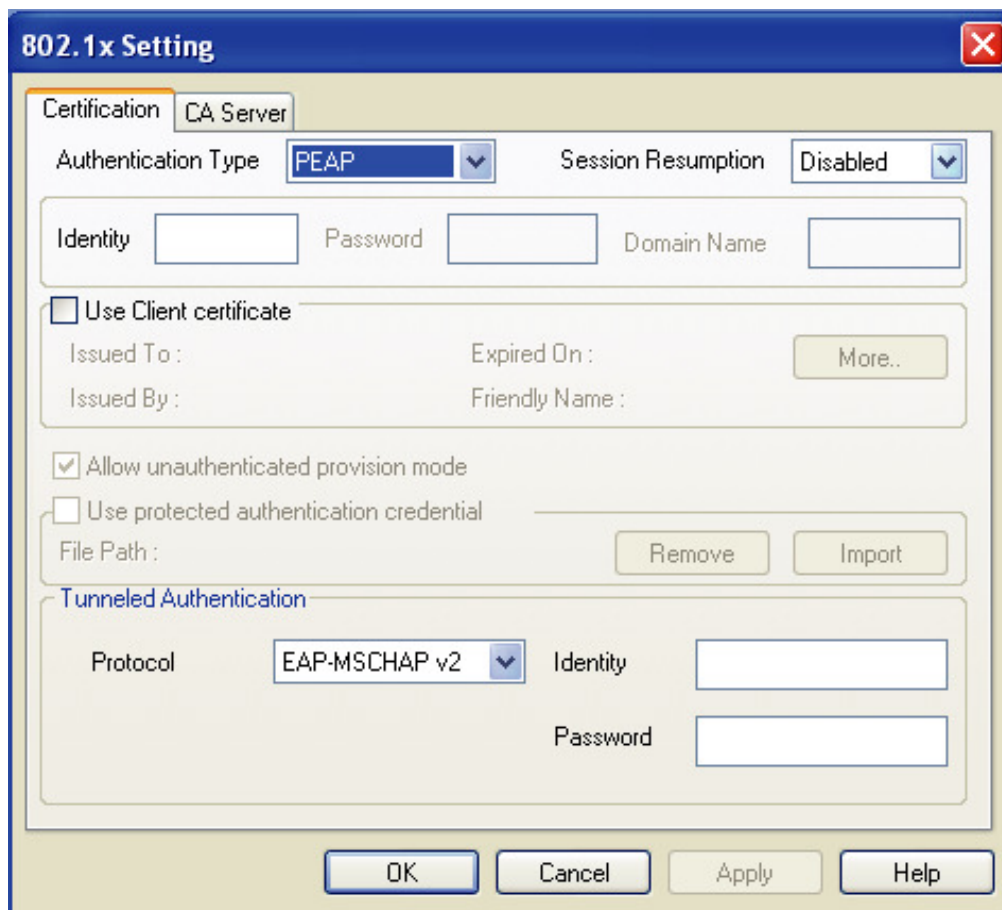 802.1x Setting
Certification CA Server
Authentication Type PEAP Session Resumption Disabled
Identity Password Domain Name
Use Client certificate
Issued To : Expired On : More..
Issued By : Friendly Name :
Allow unauthenticated provision mode
Use protected authentication credential
File Path : Remove Import
Tunneled Authentication
Protocol EAP-MSCHAP v2 Identity
Password
OK Cancel Apply Help